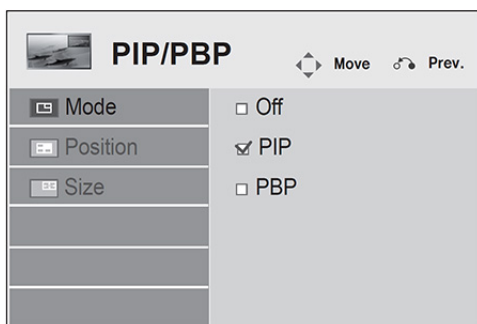 PIP/PBP
Move Prev.
Mode
Position
Size
Off
PIP
PBP